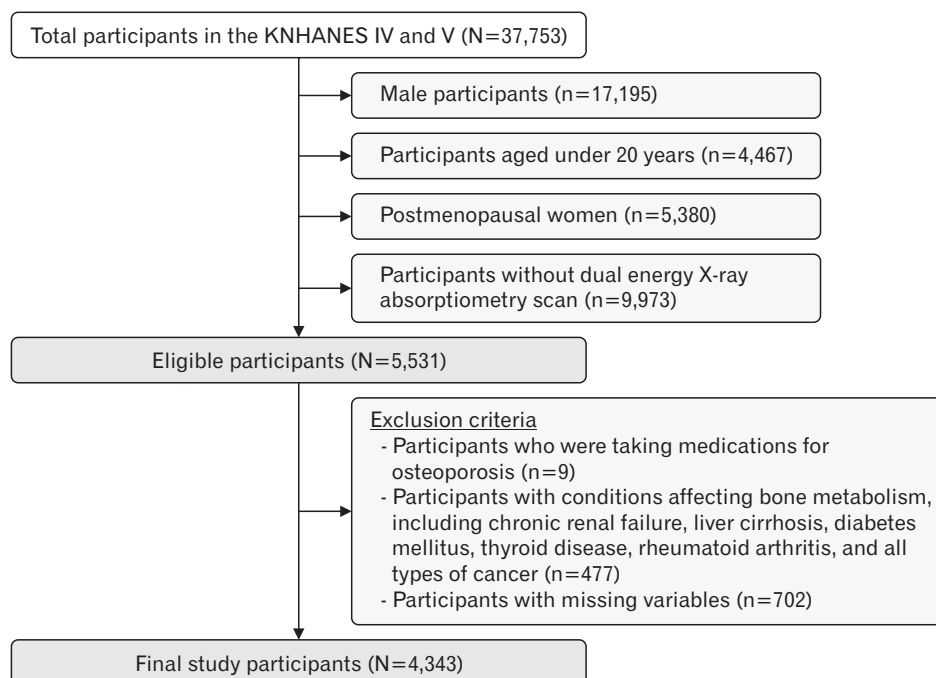 Total participants in the KNHANES IV and V (N=37,753)
Male participants (n=17,195)
Participants aged under 20 years (n=4,467)
Postmenopausal women (n=5,380)
Participants without dual energy X-ray
absorptiometry scan (n=9,973)
Eligible participants (N=5,531)
Exclusion criteria
- Participants who were taking medications for
osteoporosis (n=9)
- Participants with conditions affecting bone metabolism,
including chronic renal failure, liver cirrhosis, diabetes
mellitus, thyroid disease, rheumatoid arthritis, and all
types of cancer (n=477)
- Participants with missing variables (n=702)
Final study participants (N=4,343)